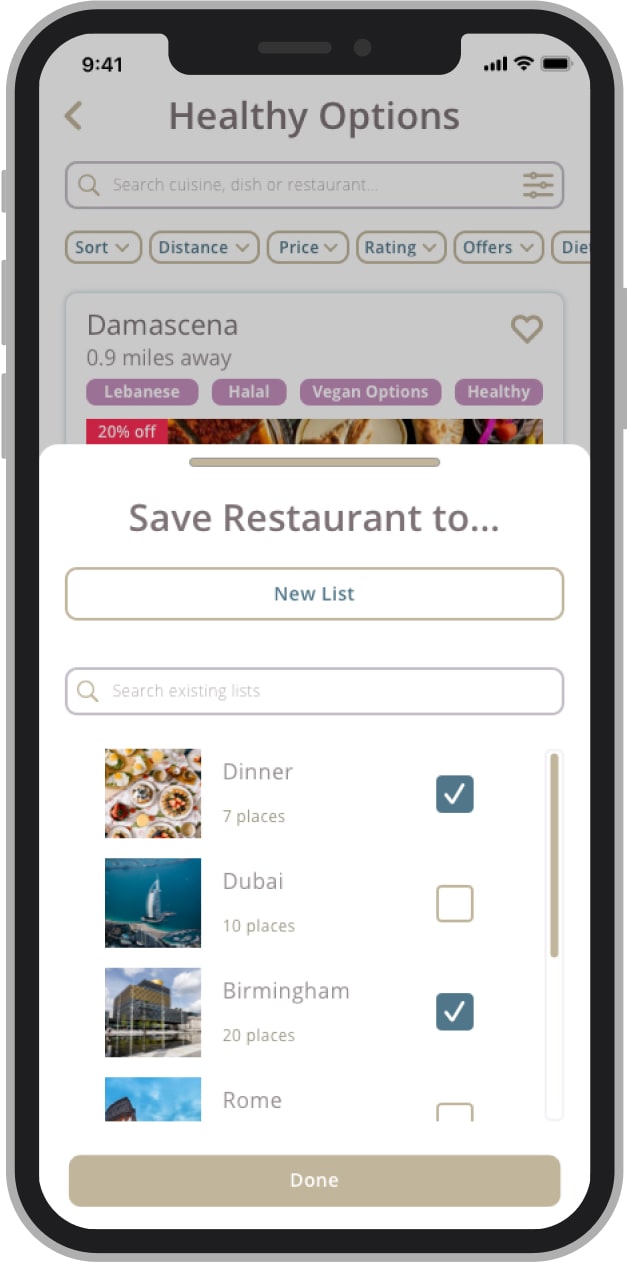 9:41
Healthy Options
Search cuisine, dish or restaurant...
Sort Distance Price Rating Offers Diet
Damascena
0.9 miles away
Lebanese Halal Vegan Options Healthy
20% off
Save Restaurant to...
New List
Search existing lists
Dinner
7 places
Dubai
10 places
Birmingham
20 places
Rome
Done